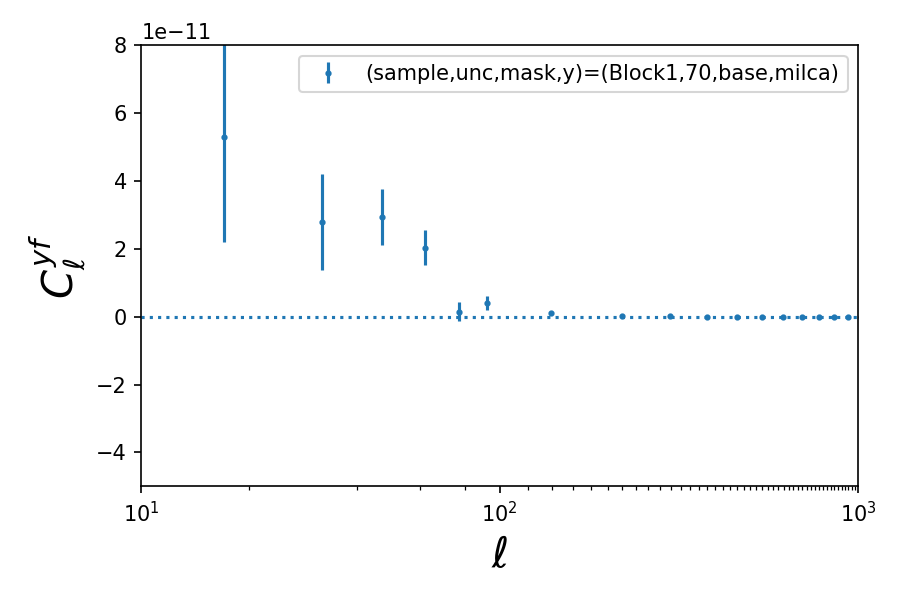 1e−11
(sample,unc,mask,y)=(Block1,70,base,milca)
8
6
4
2
0
−2
−4
C_ℓ^{yf}
10^1
10^2
10^3
ℓ